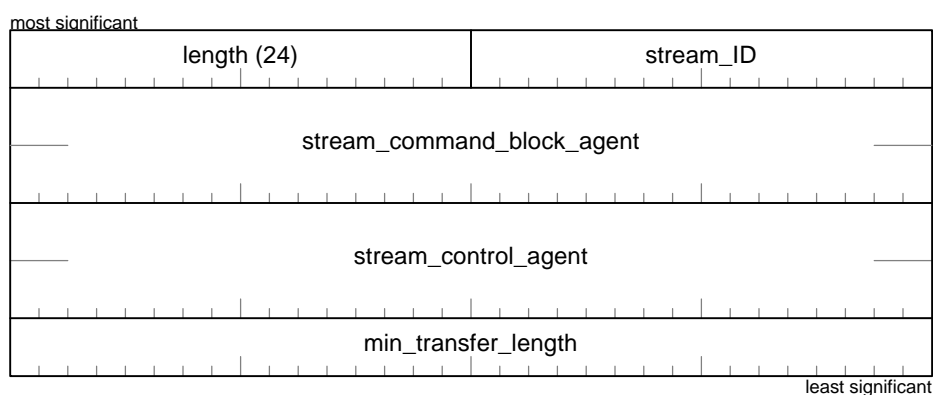 most significant
length (24) stream_ID
stream_command_block_agent
stream_control_agent
min_transfer_length
least significant